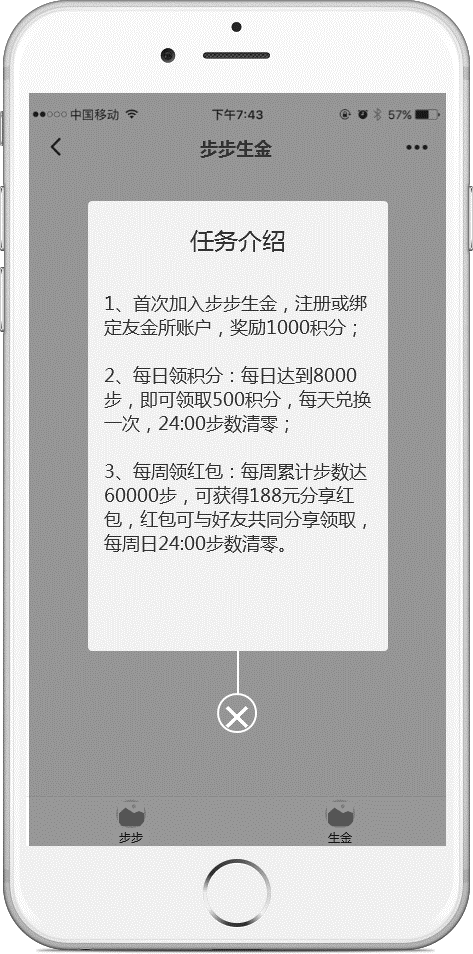 中国移动 下午7:43 57%
步步生金
任务介绍
1、首次加入步步生金，注册或绑
定友金所账户，奖励1000积分；
2、每日领积分：每日达到8000
步，即可领取500积分，每天兑换
一次，24:00步数清零；
3、每周领红包：每周累计步数达
60000步，可获得188元分享红
包，红包可与好友共同分享领取，
每周日24:00步数清零。
步步 生金